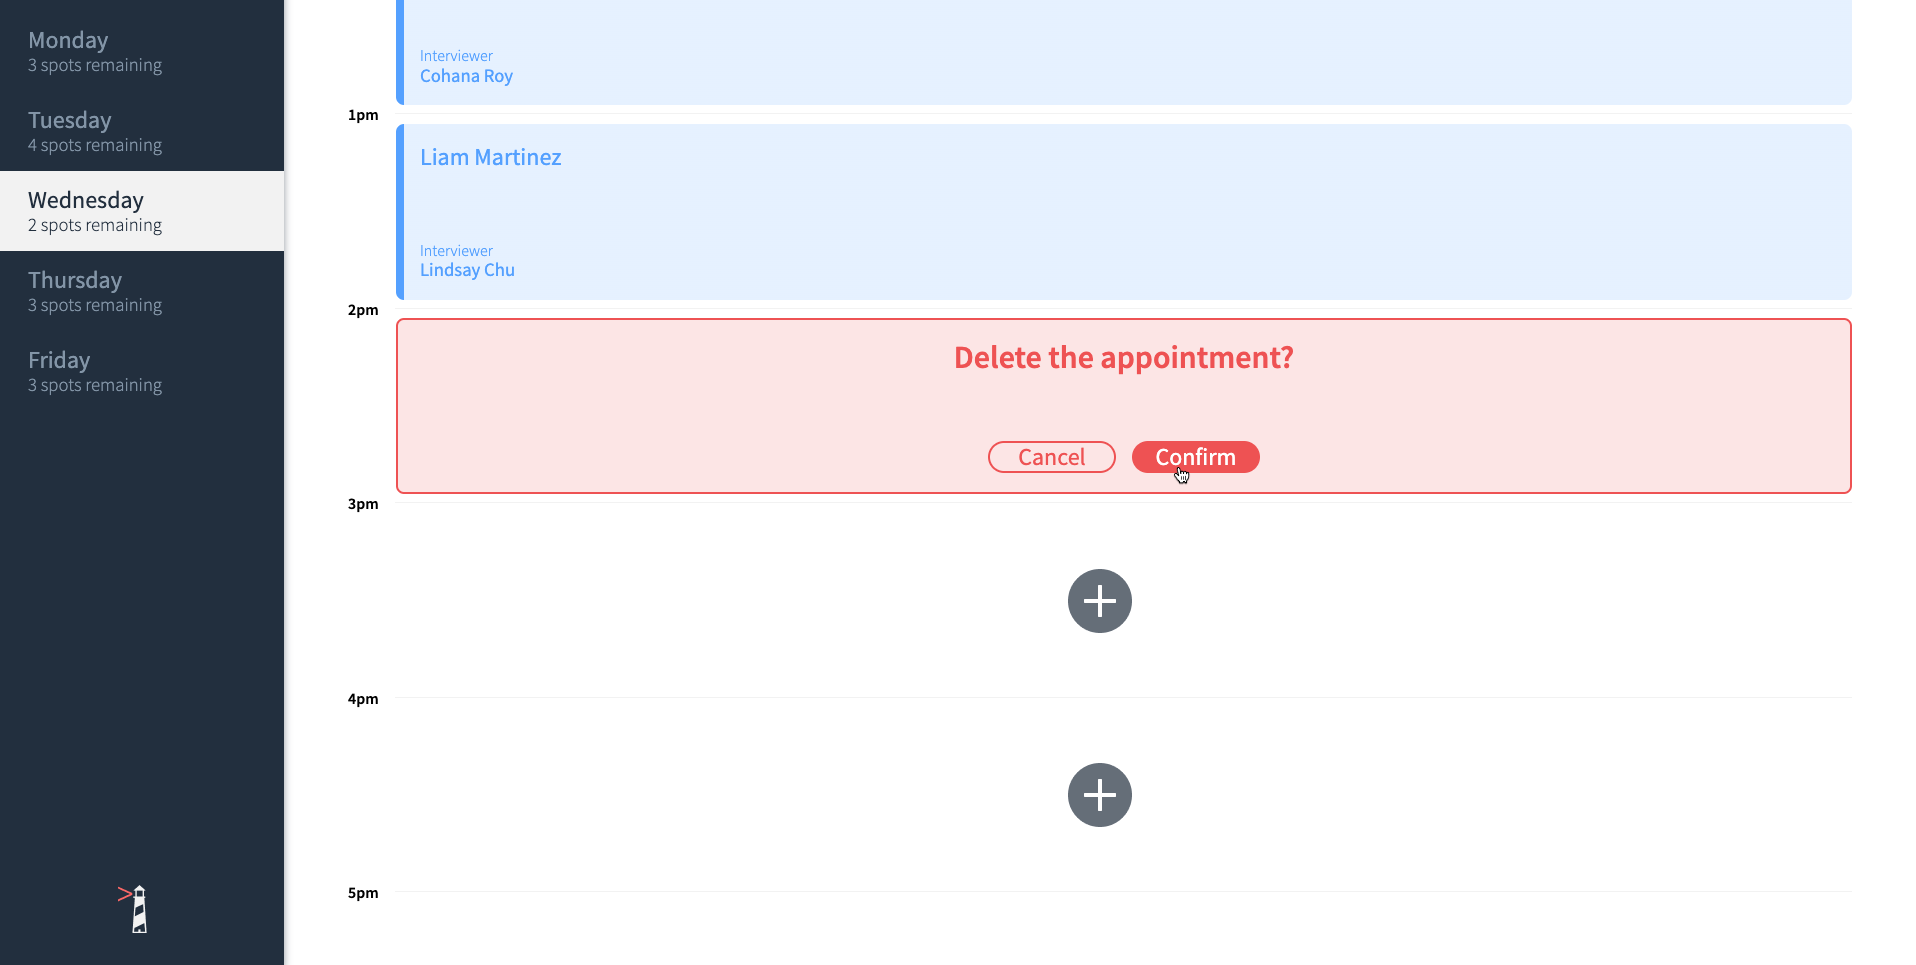 Monday
3 spots remaining
Tuesday
4 spots remaining
Wednesday
2 spots remaining
Thursday
3 spots remaining
Friday
3 spots remaining
Interviewer
Cohana Roy
1pm
Liam Martinez
Interviewer
Lindsay Chu
2pm
Delete the appointment?
Cancel
Confirm
3pm
4pm
5pm